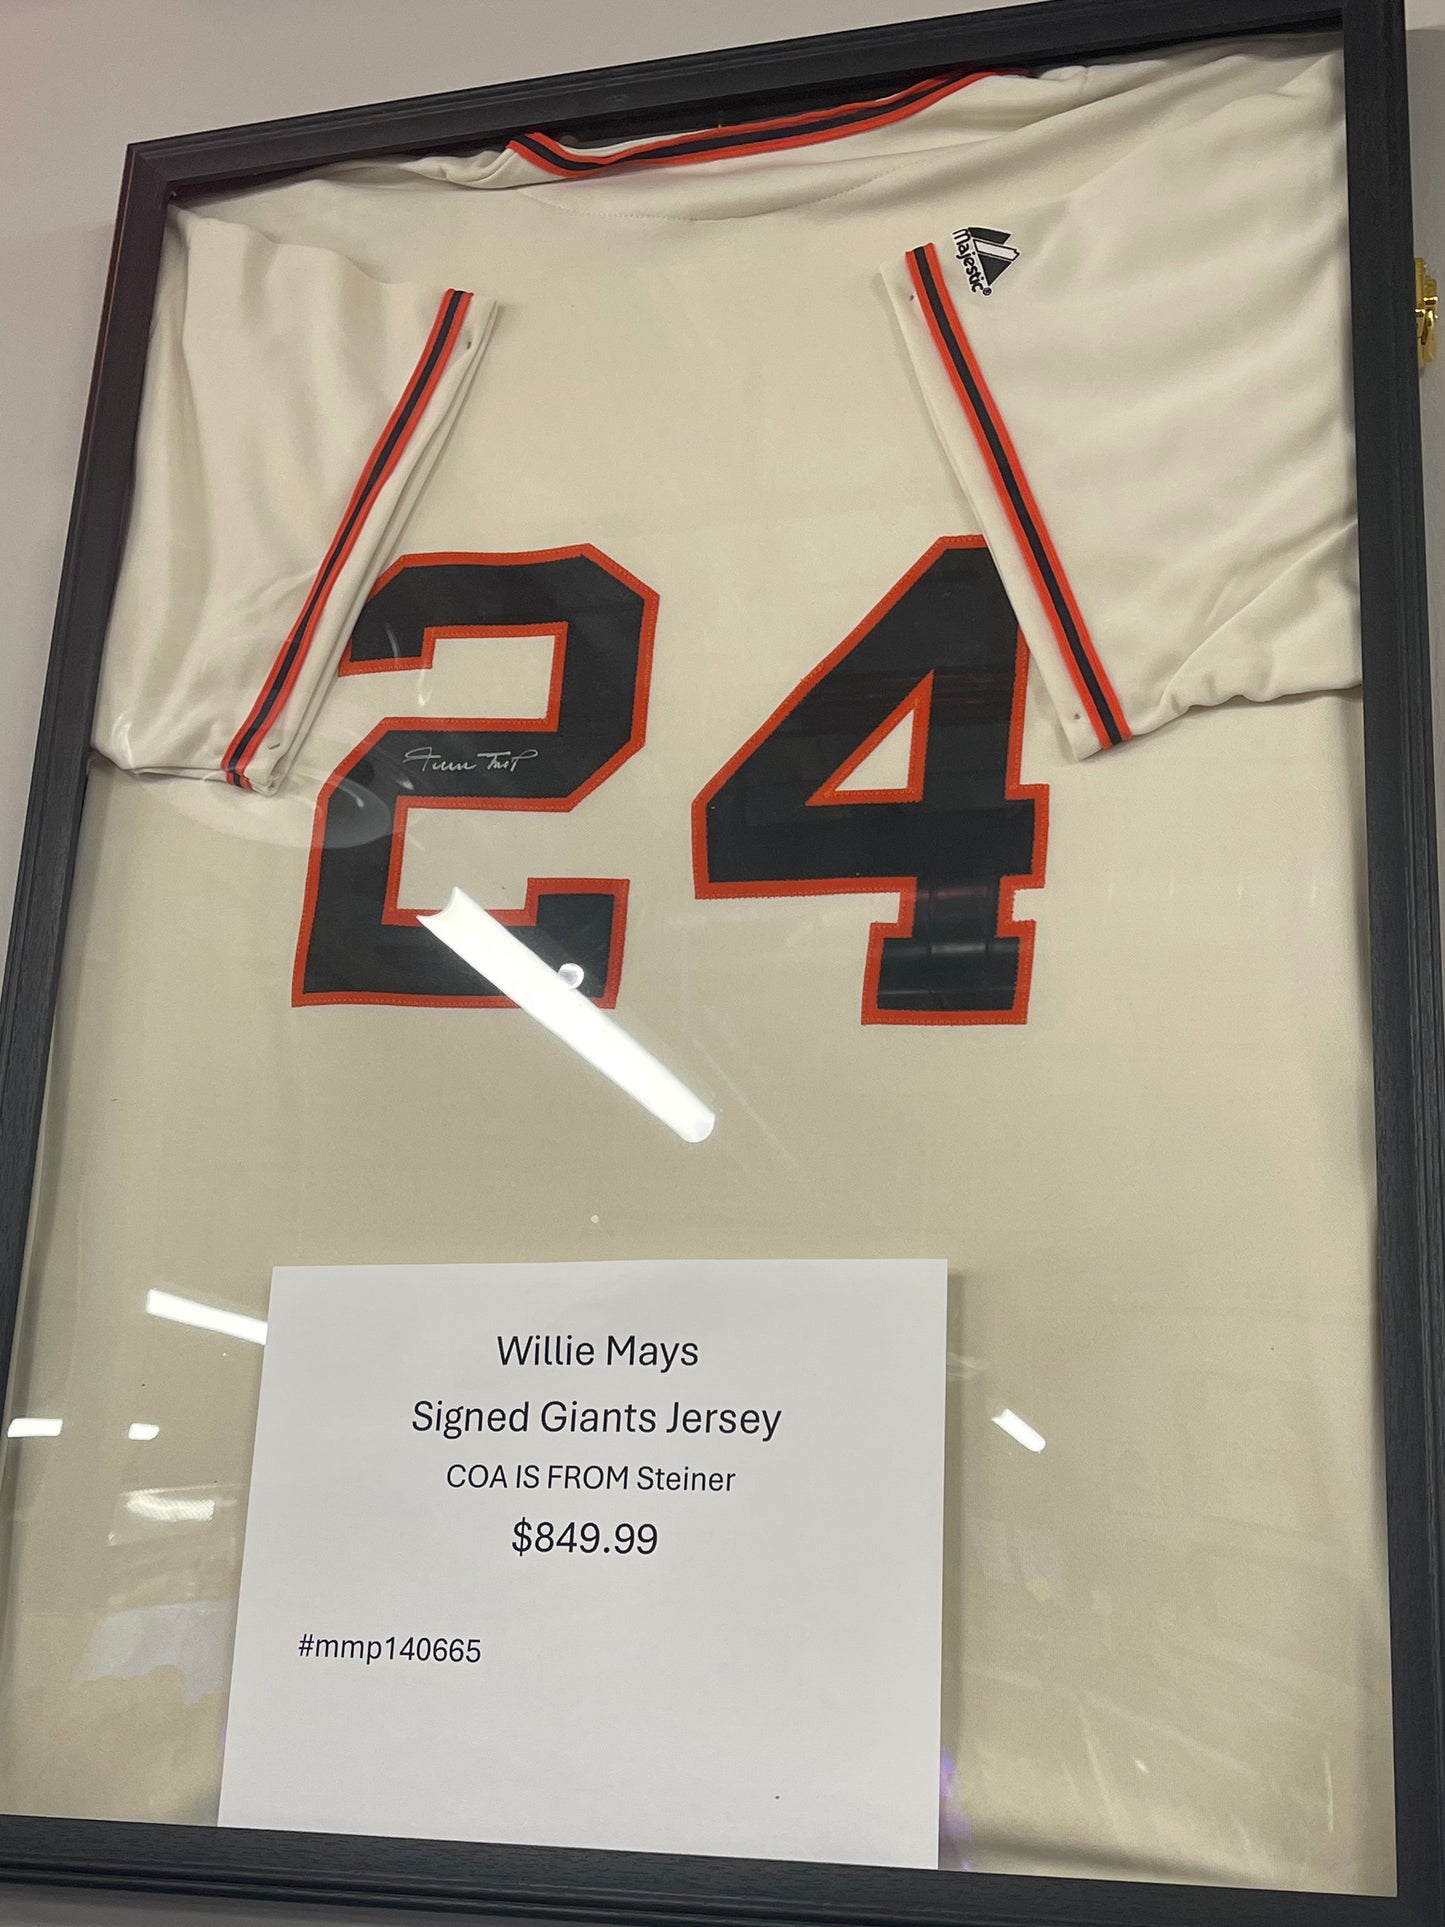 Majestic®
24
Willie Mays
Signed Giants Jersey
COA IS FROM Steiner
$849.99
#mmp140665